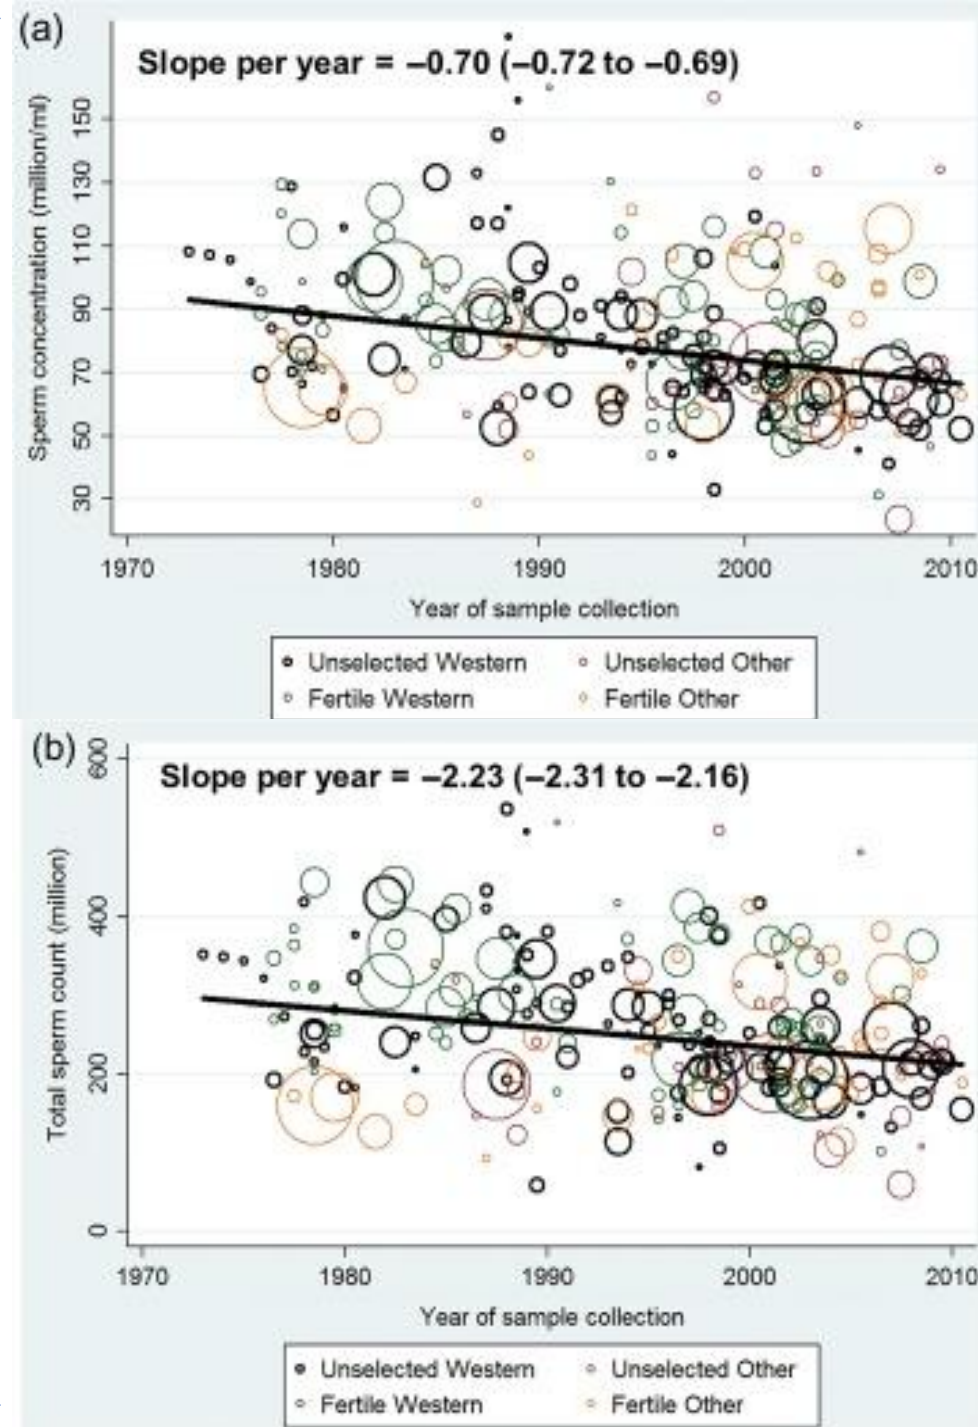 (a)
Slope per year = –0.70 (–0.72 to –0.69)
Sperm concentration (million/ml)
150
130
110
90
70
50
30
1970 1980 1990 2000 2010
Year of sample collection
Unselected Western Unselected Other
Fertile Western Fertile Other
(b)
Slope per year = –2.23 (–2.31 to –2.16)
Total sperm count (million)
600
400
200
0
1970 1980 1990 2000 2010
Year of sample collection
Unselected Western Unselected Other
Fertile Western Fertile Other